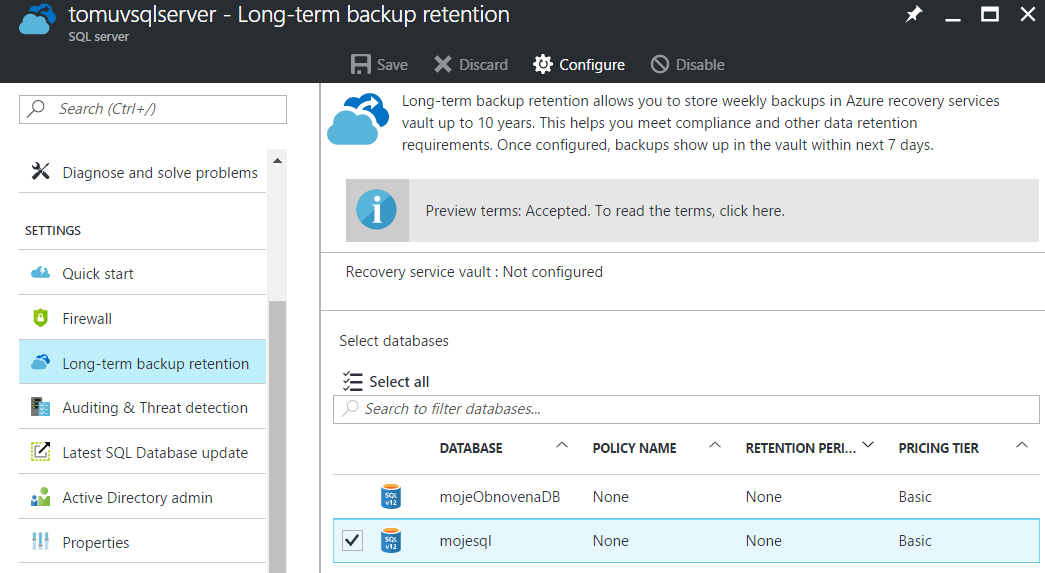 tomuvsqlserver - Long-term backup retention
SQL server
Save Discard Configure Disable
Search (Ctrl+/)
Diagnose and solve problems
SETTINGS
Quick start
Firewall
Long-term backup retention
Auditing & Threat detection
Latest SQL Database update
Active Directory admin
Properties
Long-term backup retention allows you to store weekly backups in Azure recovery services
vault up to 10 years. This helps you meet compliance and other data retention
requirements. Once configured, backups show up in the vault within next 7 days.
Preview terms: Accepted. To read the terms, click here.
Recovery service vault : Not configured
Select databases
Select all
Search to filter databases...
DATABASE POLICY NAME RETENTION PERI... PRICING TIER
SQL v12 mojeObnovenaDB None None Basic
SQL v12 mojesql None None Basic